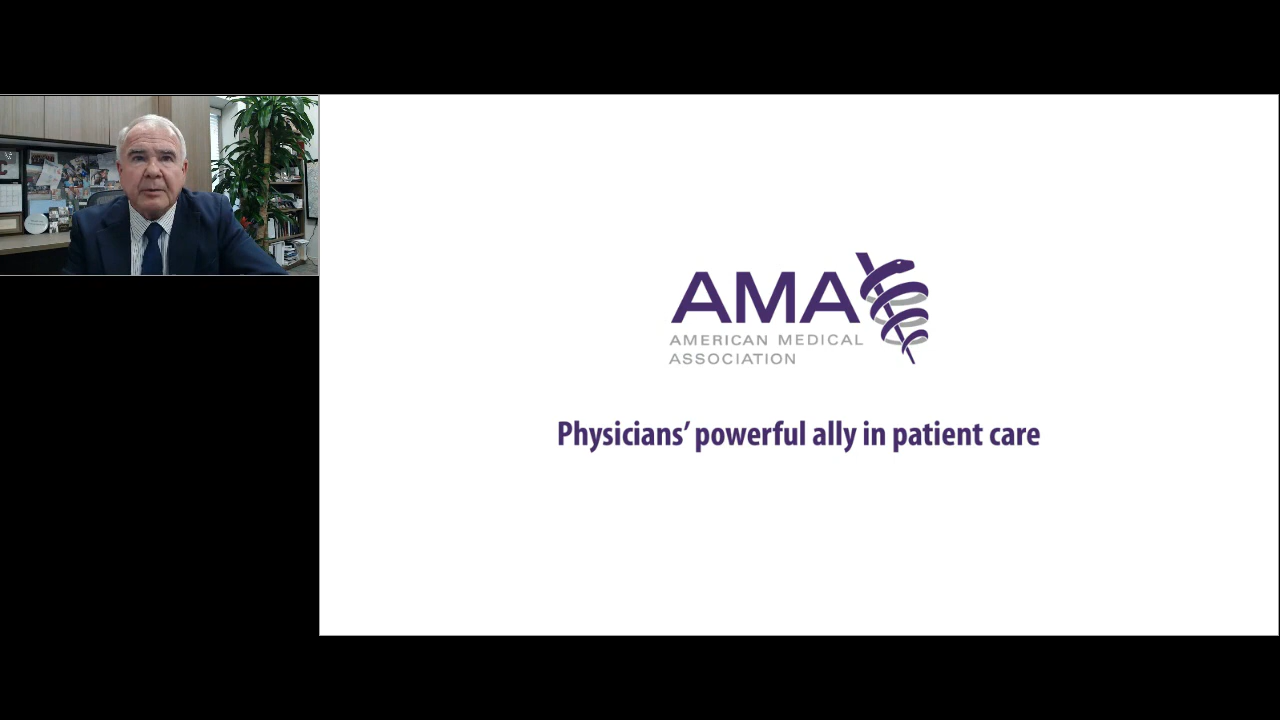 AMA
AMERICAN MEDICAL
ASSOCIATION
Physicians’ powerful ally in patient care